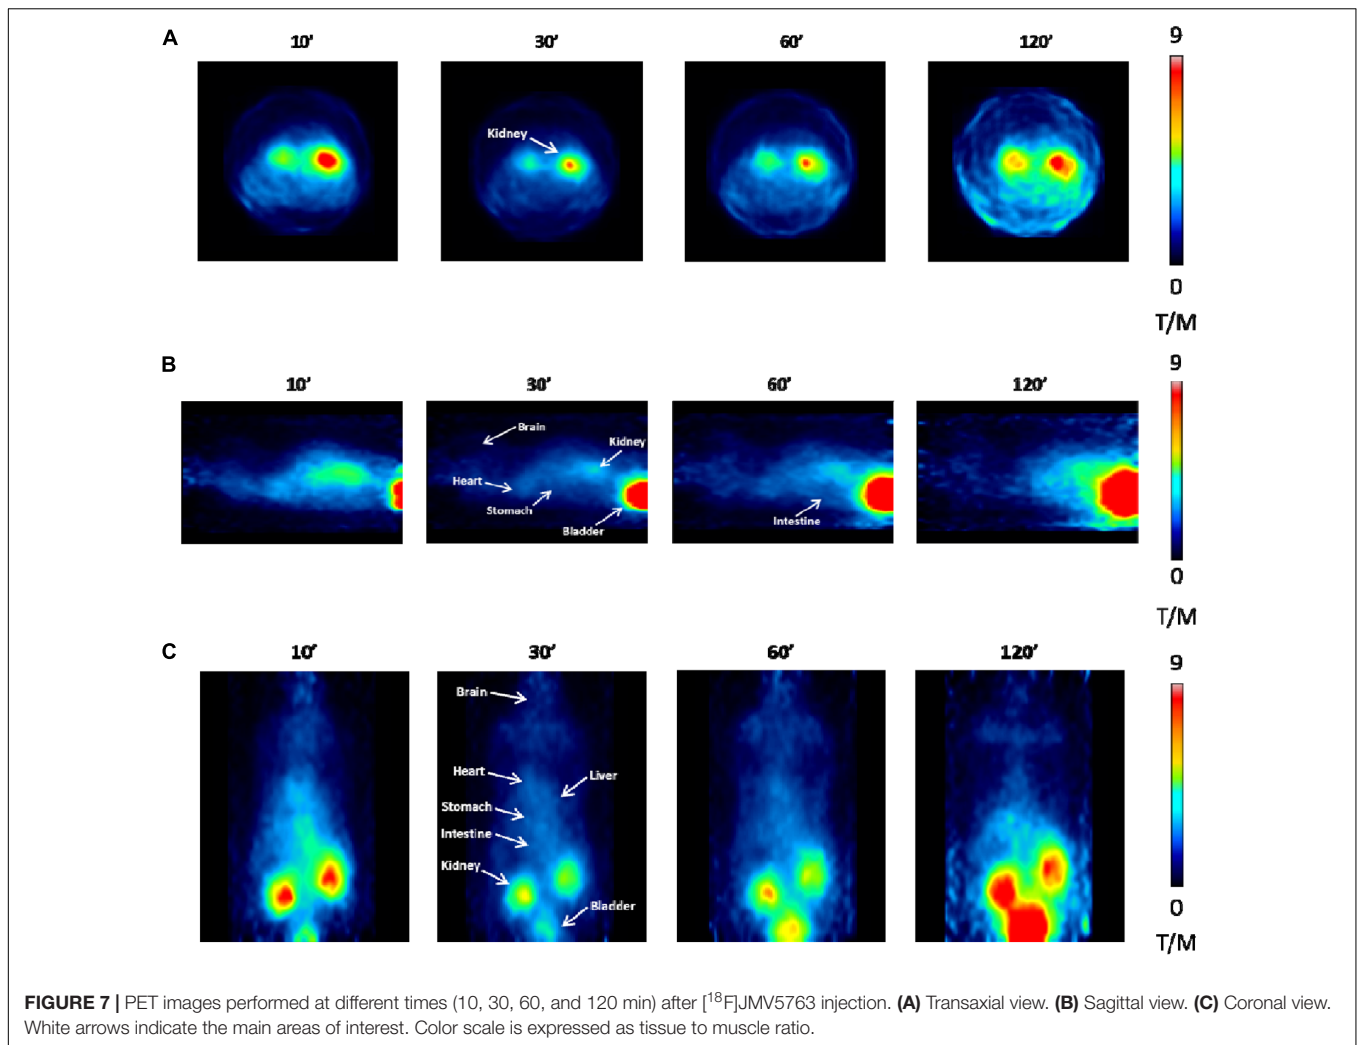 A
10' 30' 60' 120'
9
Kidney
0
T/M
B
10' 30' 60' 120'
9
Brain
Kidney
Heart
Stomach
Bladder
Intestine
0
T/M
C
10' 30' 60' 120'
9
Brain
Heart
Liver
Stomach
Intestine
Kidney
Bladder
0
T/M
FIGURE 7 | PET images performed at different times (10, 30, 60, and 120 min) after [18F]JMV5763 injection. (A) Transaxial view. (B) Sagittal view. (C) Coronal view.
White arrows indicate the main areas of interest. Color scale is expressed as tissue to muscle ratio.